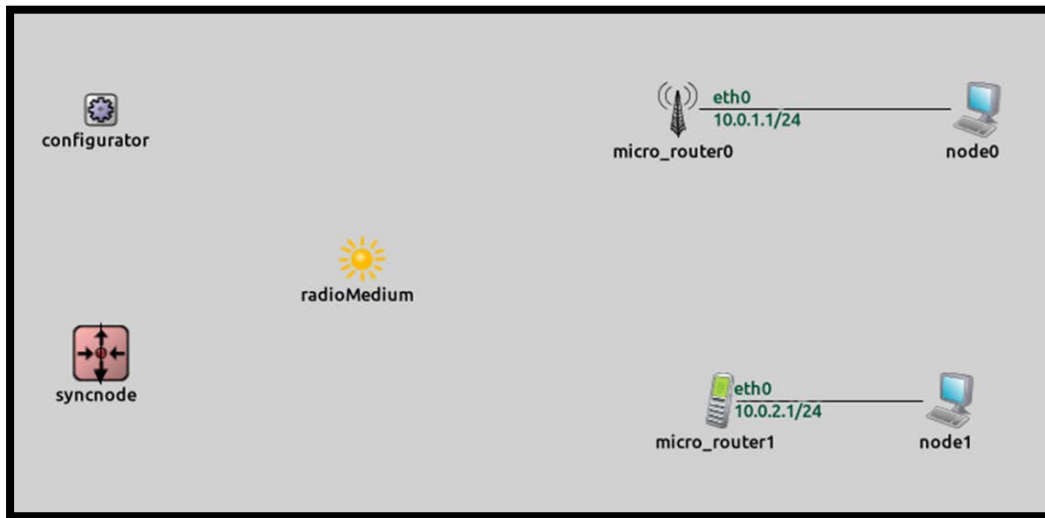 configurator
eth0
10.0.1.1/24
micro_router0
node0
radioMedium
syncnode
eth0
10.0.2.1/24
micro_router1
node1